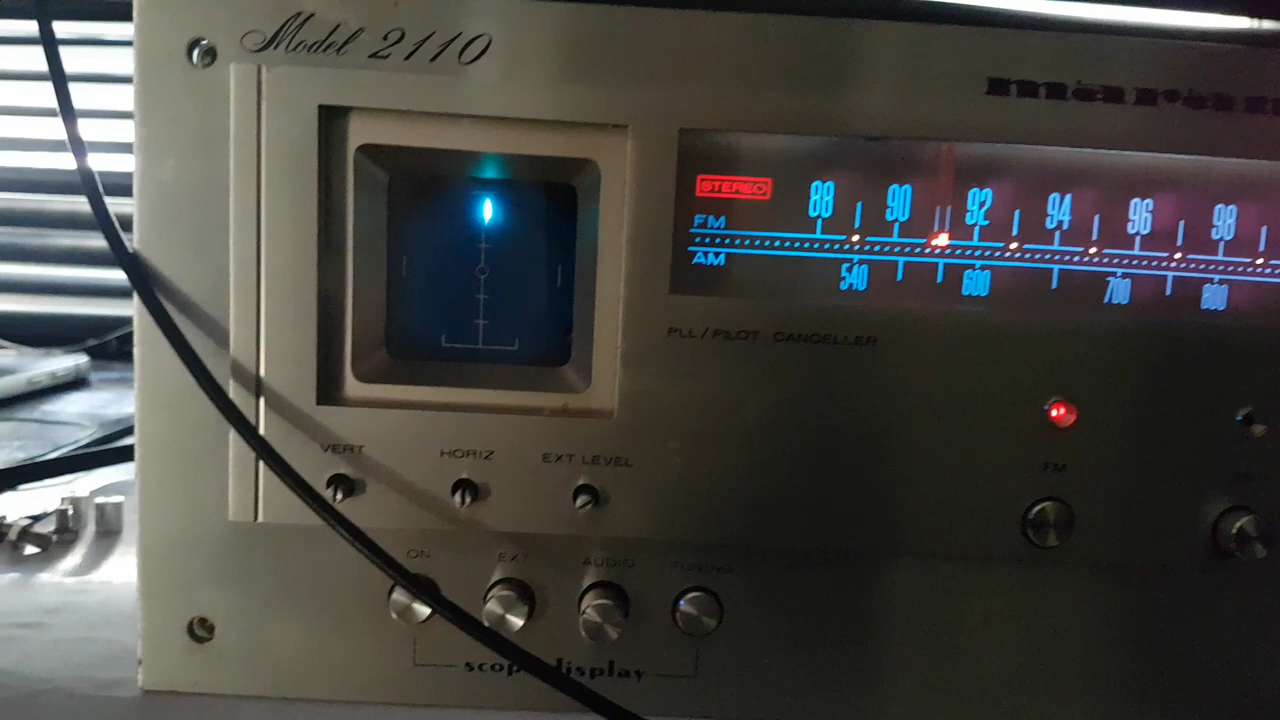 Model 2110
STEREO
88 90 92 94 96 98
FM
AM
540 600 700 800
PLL/PILOT CANCELLER
VERT HORIZ EXT LEVEL
FM
ON EXT AUDIO TUNING
display